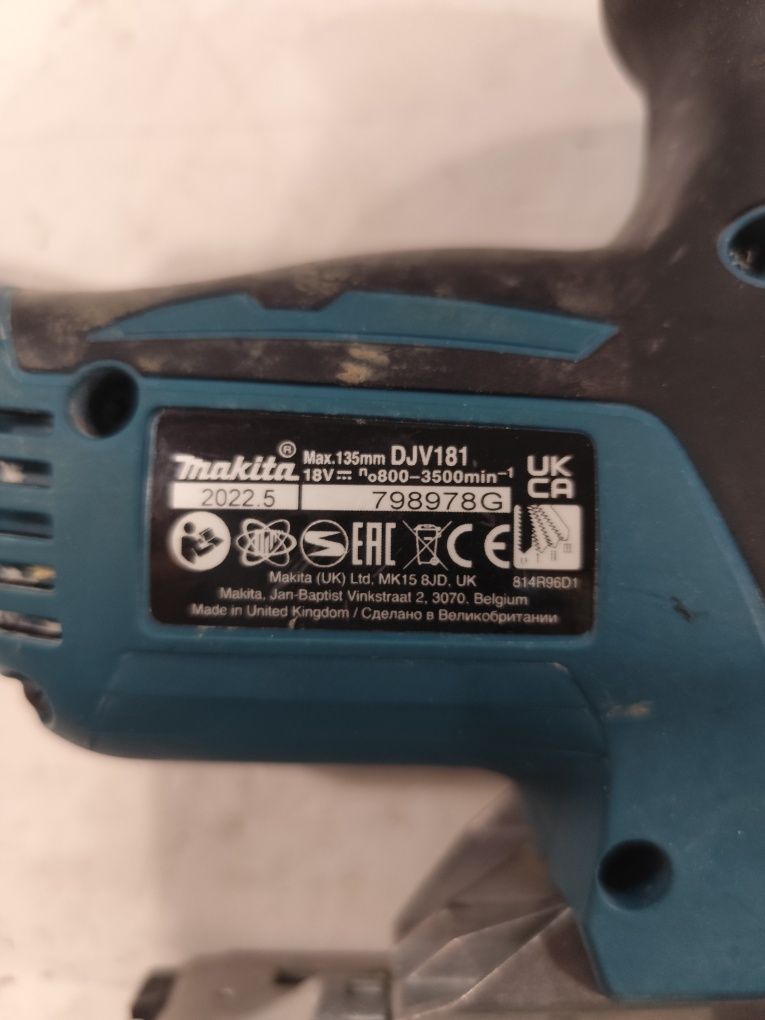 makita® Max.135mm DJV181
18V⎓ n₀800–3500min⁻¹
2022.5 798978G
UK
CA
EAC CE
814R96D1
Makita (UK) Ltd. MK15 8JD, UK
Makita, Jan-Baptist Vinkstraat 2, 3070, Belgium
Made in United Kingdom / Сделано в Великобритании